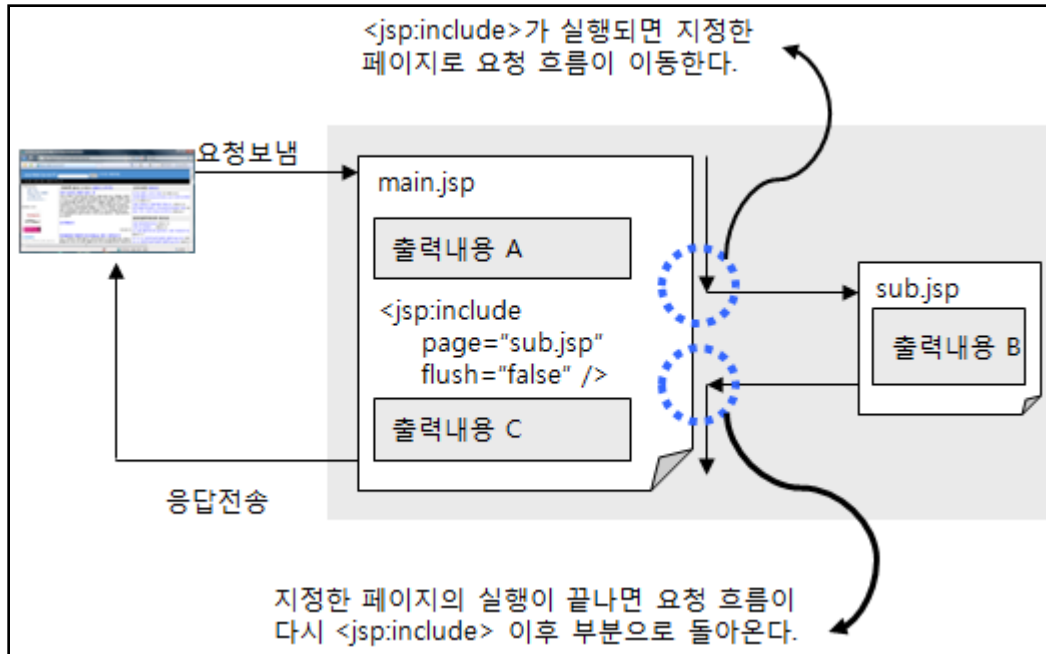 <jsp:include>가 실행되면 지정한
페이지로 요청 흐름이 이동한다.
요청보냄
main.jsp
출력내용 A
<jsp:include
page="sub.jsp"
flush="false" />
출력내용 C
sub.jsp
출력내용 B
응답전송
지정한 페이지의 실행이 끝나면 요청 흐름이
다시 <jsp:include> 이후 부분으로 돌아온다.